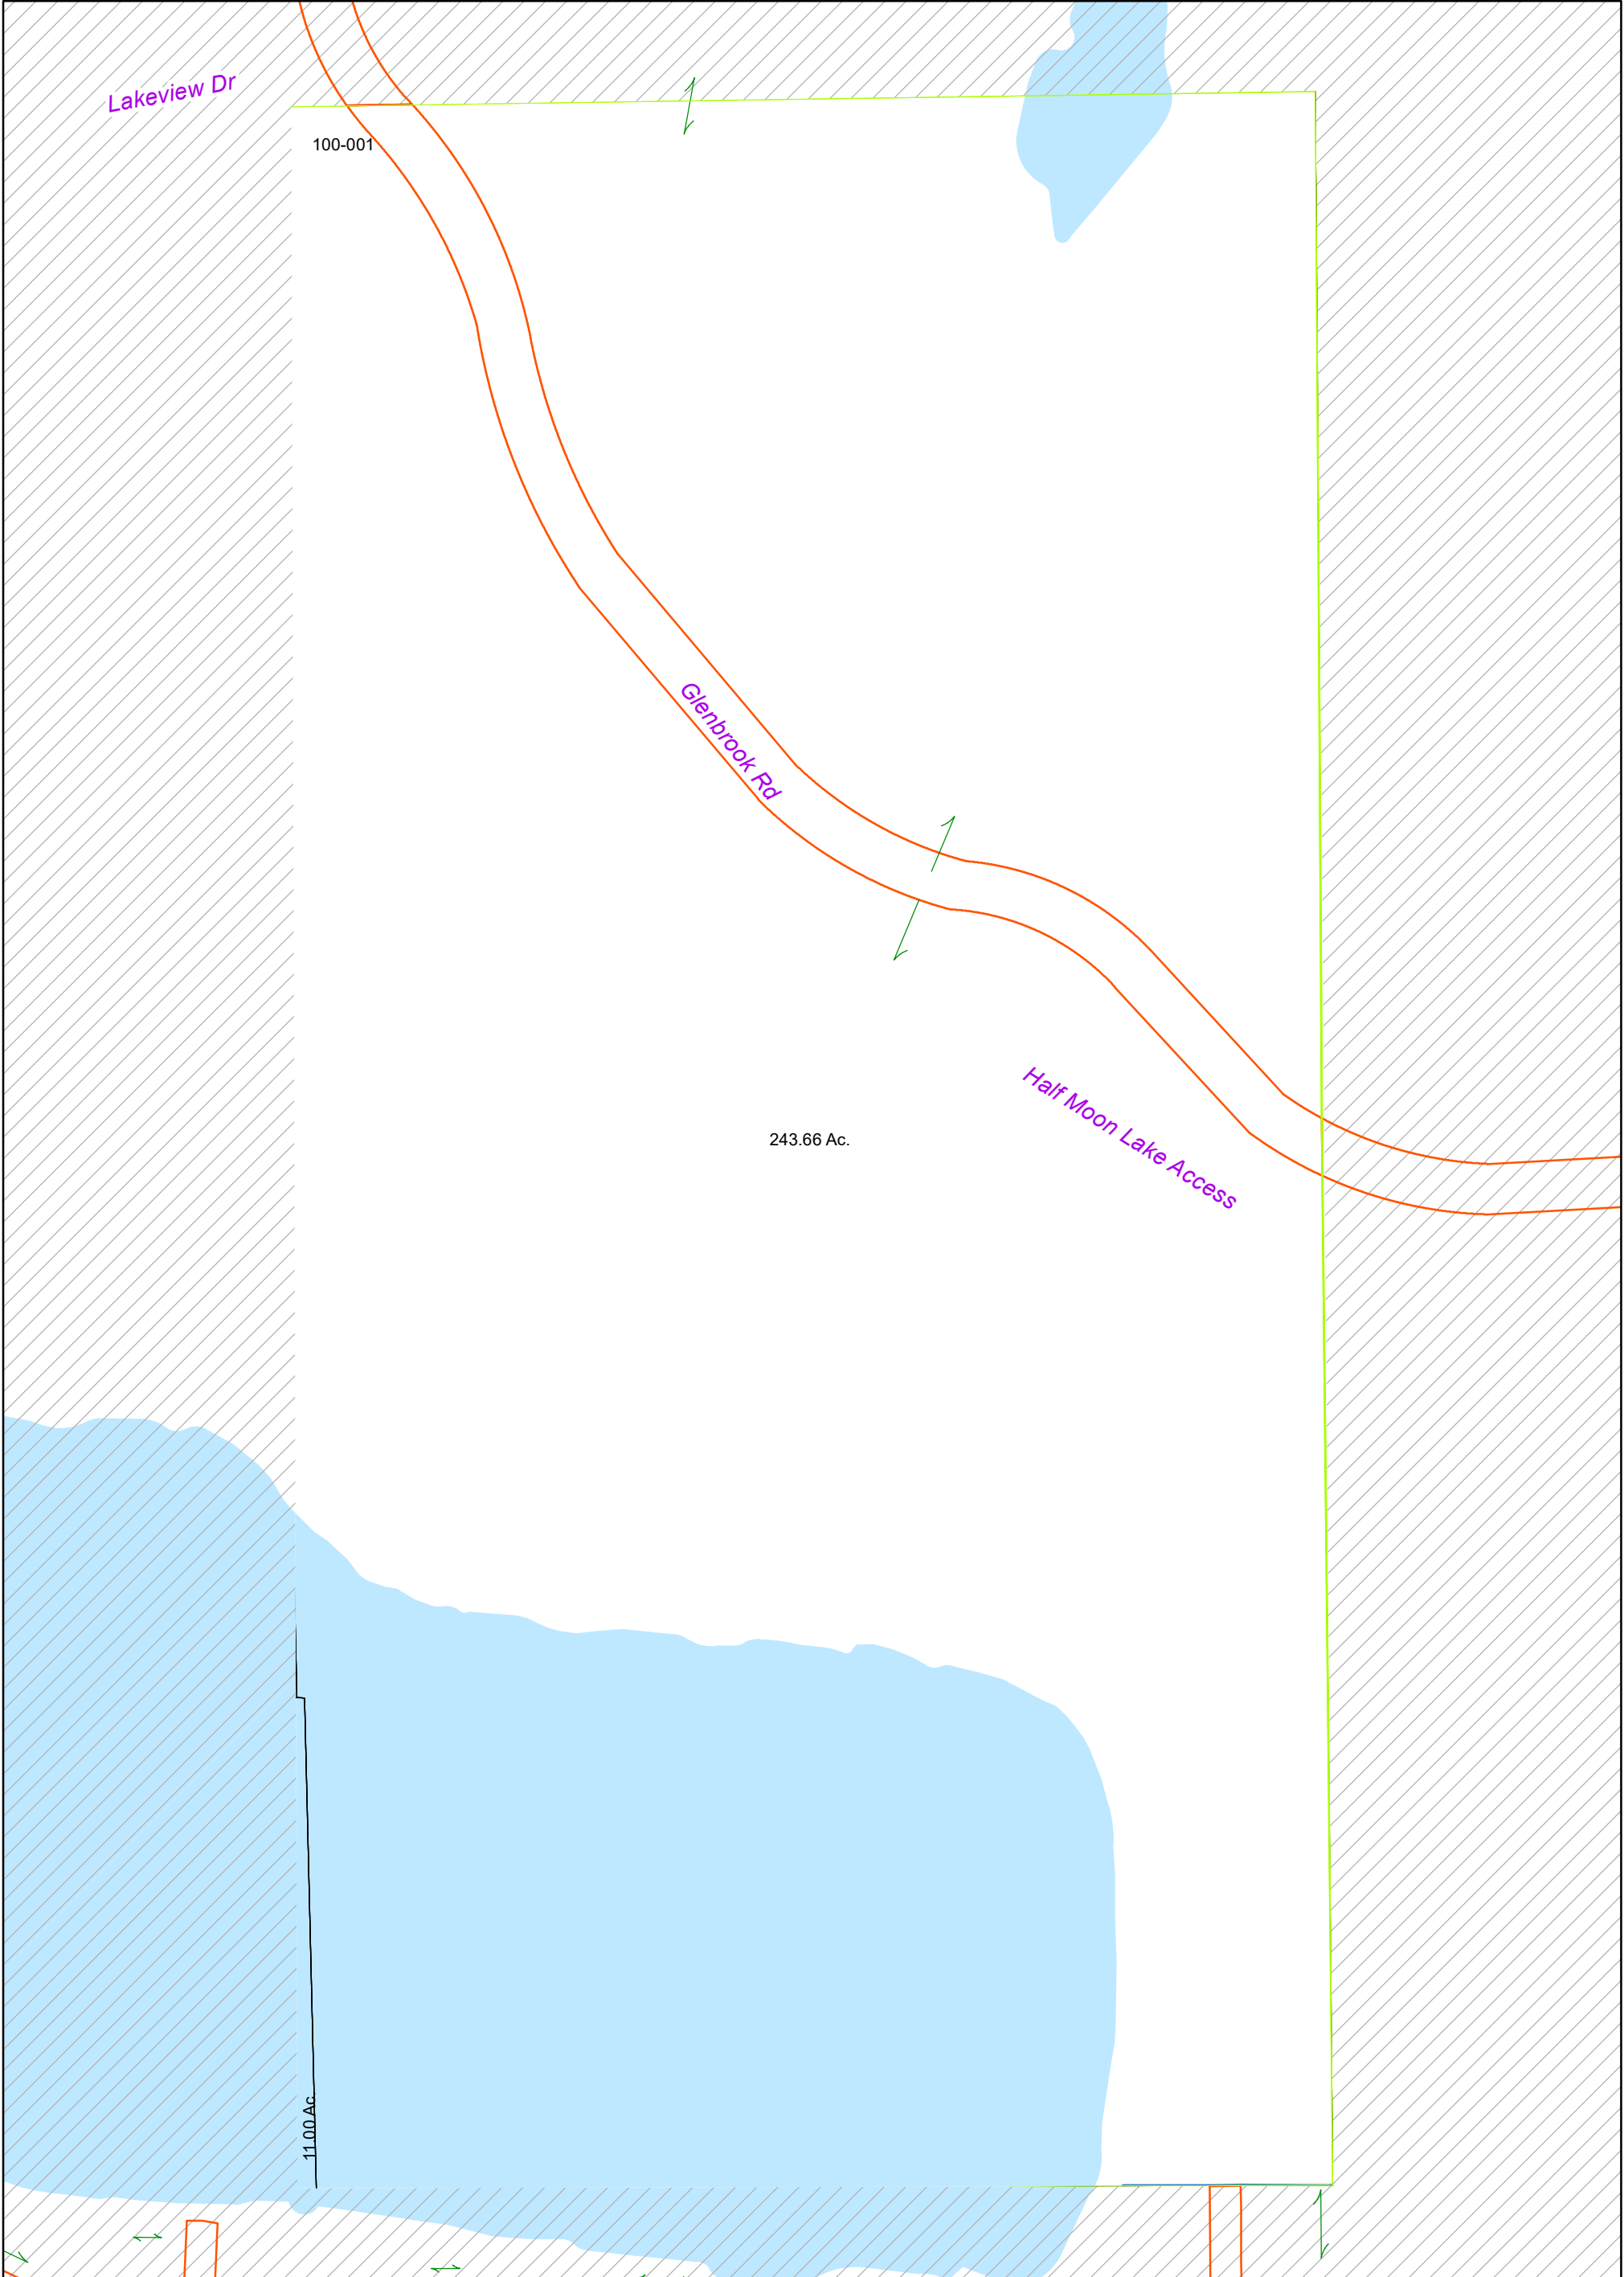 Lakeview Dr
100-001
Glenbrook Rd
Half Moon Lake Access
243.66 Ac.
11.00 Ac.